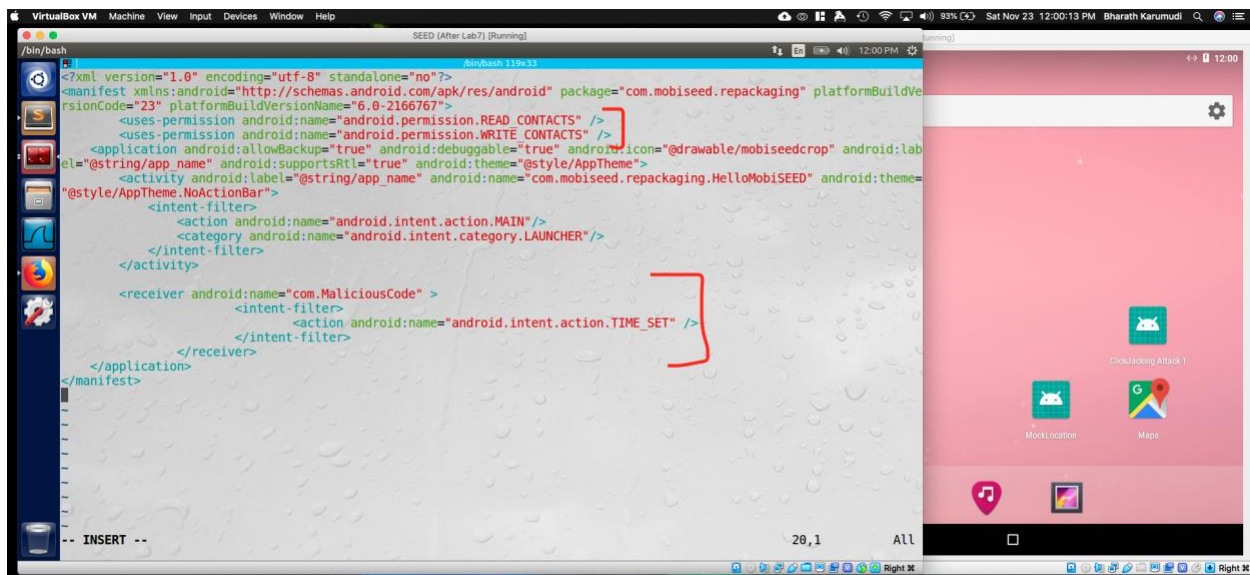 VirtualBox VM Machine View Input Devices Window Help 93% Sat Nov 23 12:00:13 PM Bharath Karumudi
SEED (After Lab7) [Running]
/bin/bash En 12:00 PM
/bin/bash 119x33
<?xml version="1.0" encoding="utf-8" standalone="no"?>
<manifest xmlns:android="http://schemas.android.com/apk/res/android" package="com.mobiseed.repackaging" platformBuildVe
rsionCode="23" platformBuildVersionName="6.0-2166767">
<uses-permission android:name="android.permission.READ_CONTACTS" />
<uses-permission android:name="android.permission.WRITE_CONTACTS" />
<application android:allowBackup="true" android:debuggable="true" android:icon="@drawable/mobiseedcrop" android:lab
el="@string/app_name" android:supportsRtl="true" android:theme="@style/AppTheme">
<activity android:label="@string/app_name" android:name="com.mobiseed.repackaging.HelloMobiSEED" android:theme=
"@style/AppTheme.NoActionBar">
<intent-filter>
<action android:name="android.intent.action.MAIN"/>
<category android:name="android.intent.category.LAUNCHER"/>
</intent-filter>
</activity>
<receiver android:name="com.MaliciousCode" >
<intent-filter>
<action android:name="android.intent.action.TIME_SET" />
</intent-filter>
</receiver>
</application>
</manifest>
~
~
~
~
~
~
~
~
~
-- INSERT -- 20,1 All
Right ⌘
unning]
12:00
ClickJacking Attack 1
MockLocation
G
Maps
Right ⌘